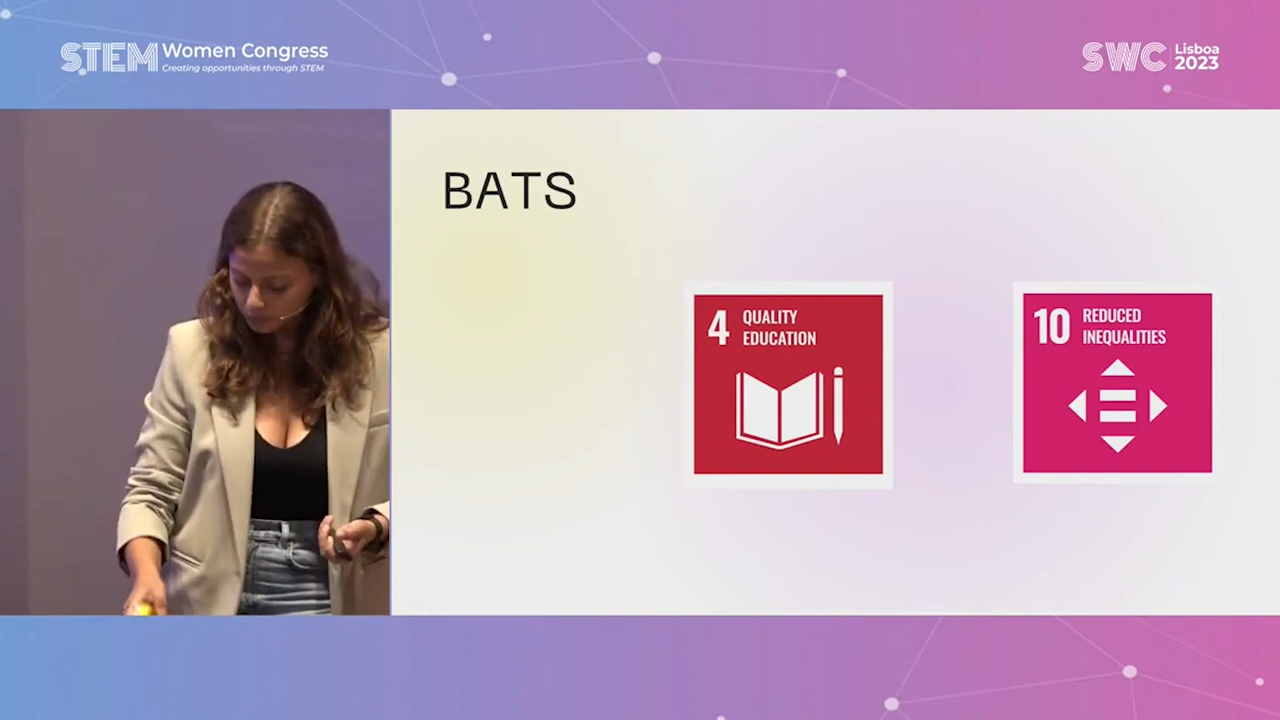 STEM Women Congress
Creating opportunities through STEM
SWC Lisboa
2023
BATS
4 QUALITY
EDUCATION
10 REDUCED
INEQUALITIES